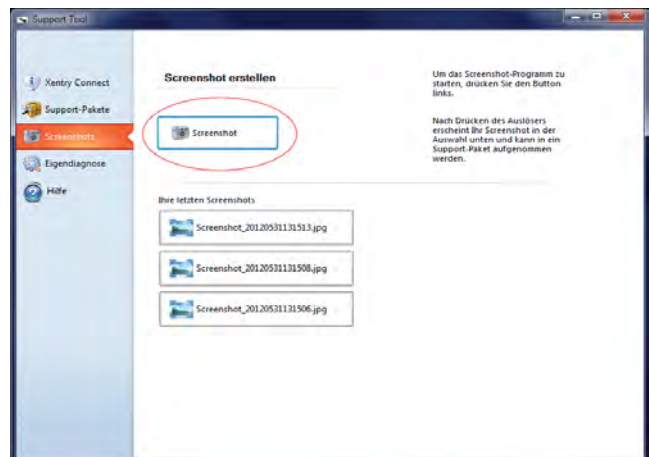 Support Tool
Xentry Connect
Support-Pakete
Screenshots
Eigendiagnose
Hilfe
Screenshot erstellen
Screenshot
Um das Screenshot-Programm zu
starten, drücken Sie den Button
links.
Nach Drücken des Auslösers
erscheint Ihr Screenshot in der
Auswahl unten und kann in ein
Support-Paket aufgenommen
werden.
Ihre letzten Screenshots
Screenshot_20120531131513.jpg
Screenshot_20120531131508.jpg
Screenshot_20120531131506.jpg